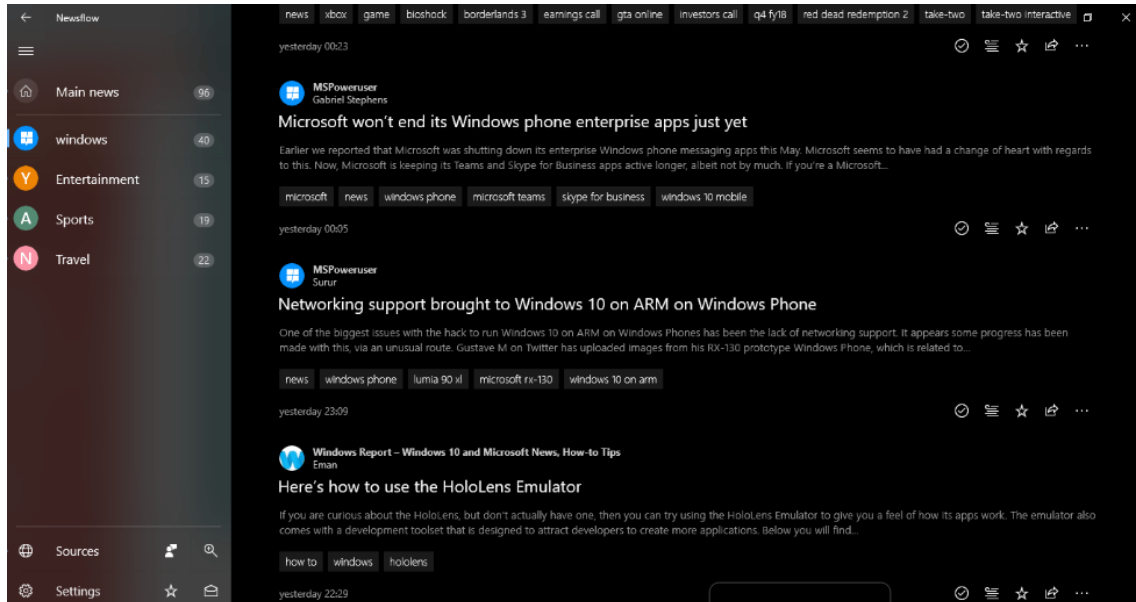 Newsflow
Main news 96
windows 40
Y Entertainment 15
A Sports 19
N Travel 22
Sources
Settings
news xbox game bioshock borderlands 3 earnings call gta online investors call q4 fy18 red dead redemption 2 take-two take-two interactive
yesterday 00:23
MSPoweruser
Gabriel Stephens
Microsoft won't end its Windows phone enterprise apps just yet
Earlier we reported that Microsoft was shutting down its enterprise Windows phone messaging apps this May. Microsoft seems to have had a change of heart with regards
to this. Now, Microsoft is keeping its Teams and Skype for Business apps active longer, albeit not by much. If you're a Microsoft...
microsoft news windows phone microsoft teams skype for business windows 10 mobile
yesterday 00:05
MSPoweruser
Surur
Networking support brought to Windows 10 on ARM on Windows Phone
One of the biggest issues with the hack to run Windows 10 on ARM on Windows Phones has been the lack of networking support. It appears some progress has been
made with this, via an unusual route. Gustave M on Twitter has uploaded images from his RX-130 prototype Windows Phone, which is related to...
news windows phone lumia 90 xl microsoft rx-130 windows 10 on arm
yesterday 23:09
Windows Report – Windows 10 and Microsoft News, How-to Tips
Eman
Here's how to use the HoloLens Emulator
If you are curious about the HoloLens, but don't actually have one, then you can try using the HoloLens Emulator to give you a feel of how its apps work. The emulator also
comes with a development toolset that is designed to attract developers to create more applications. Below you will find...
how to windows hololens
yesterday 22:29